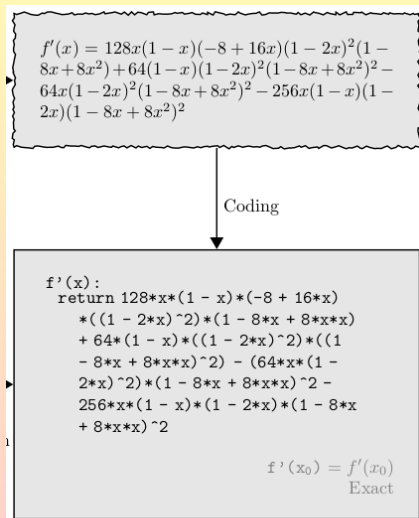 f′(x) = 128x(1 − x)(−8 + 16x)(1 − 2x)²(1 −
8x + 8x²) + 64(1 − x)(1 − 2x)²(1 − 8x + 8x²)² −
64x(1 − 2x)²(1 − 8x + 8x²)² − 256x(1 − x)(1 −
2x)(1 − 8x + 8x²)²
Coding
f'(x):
return 128*x*(1 - x)*(-8 + 16*x)
*((1 - 2*x)^2)*(1 - 8*x + 8*x*x)
+ 64*(1 - x)*((1 - 2*x)^2)*((1
- 8*x + 8*x*x)^2) - (64*x*(1 -
2*x)^2)*(1 - 8*x + 8*x*x)^2 -
256*x*(1 - x)*(1 - 2*x)*(1 - 8*x
+ 8*x*x)^2
f'(x₀) = f′(x₀)
Exact